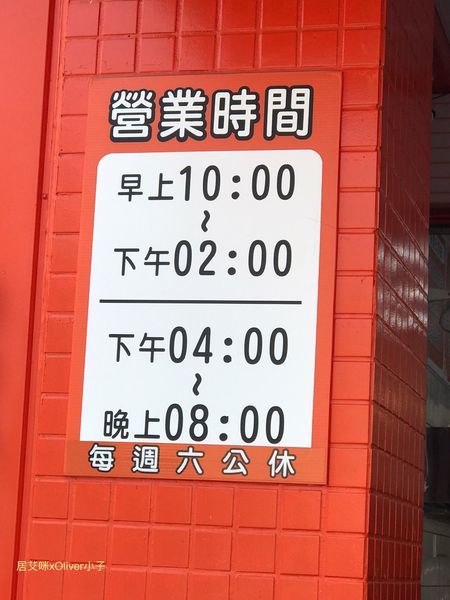 營業時間
早上10:00
~
下午02:00
下午04:00
~
晚上08:00
每週六公休
居艾咪xOliver小子